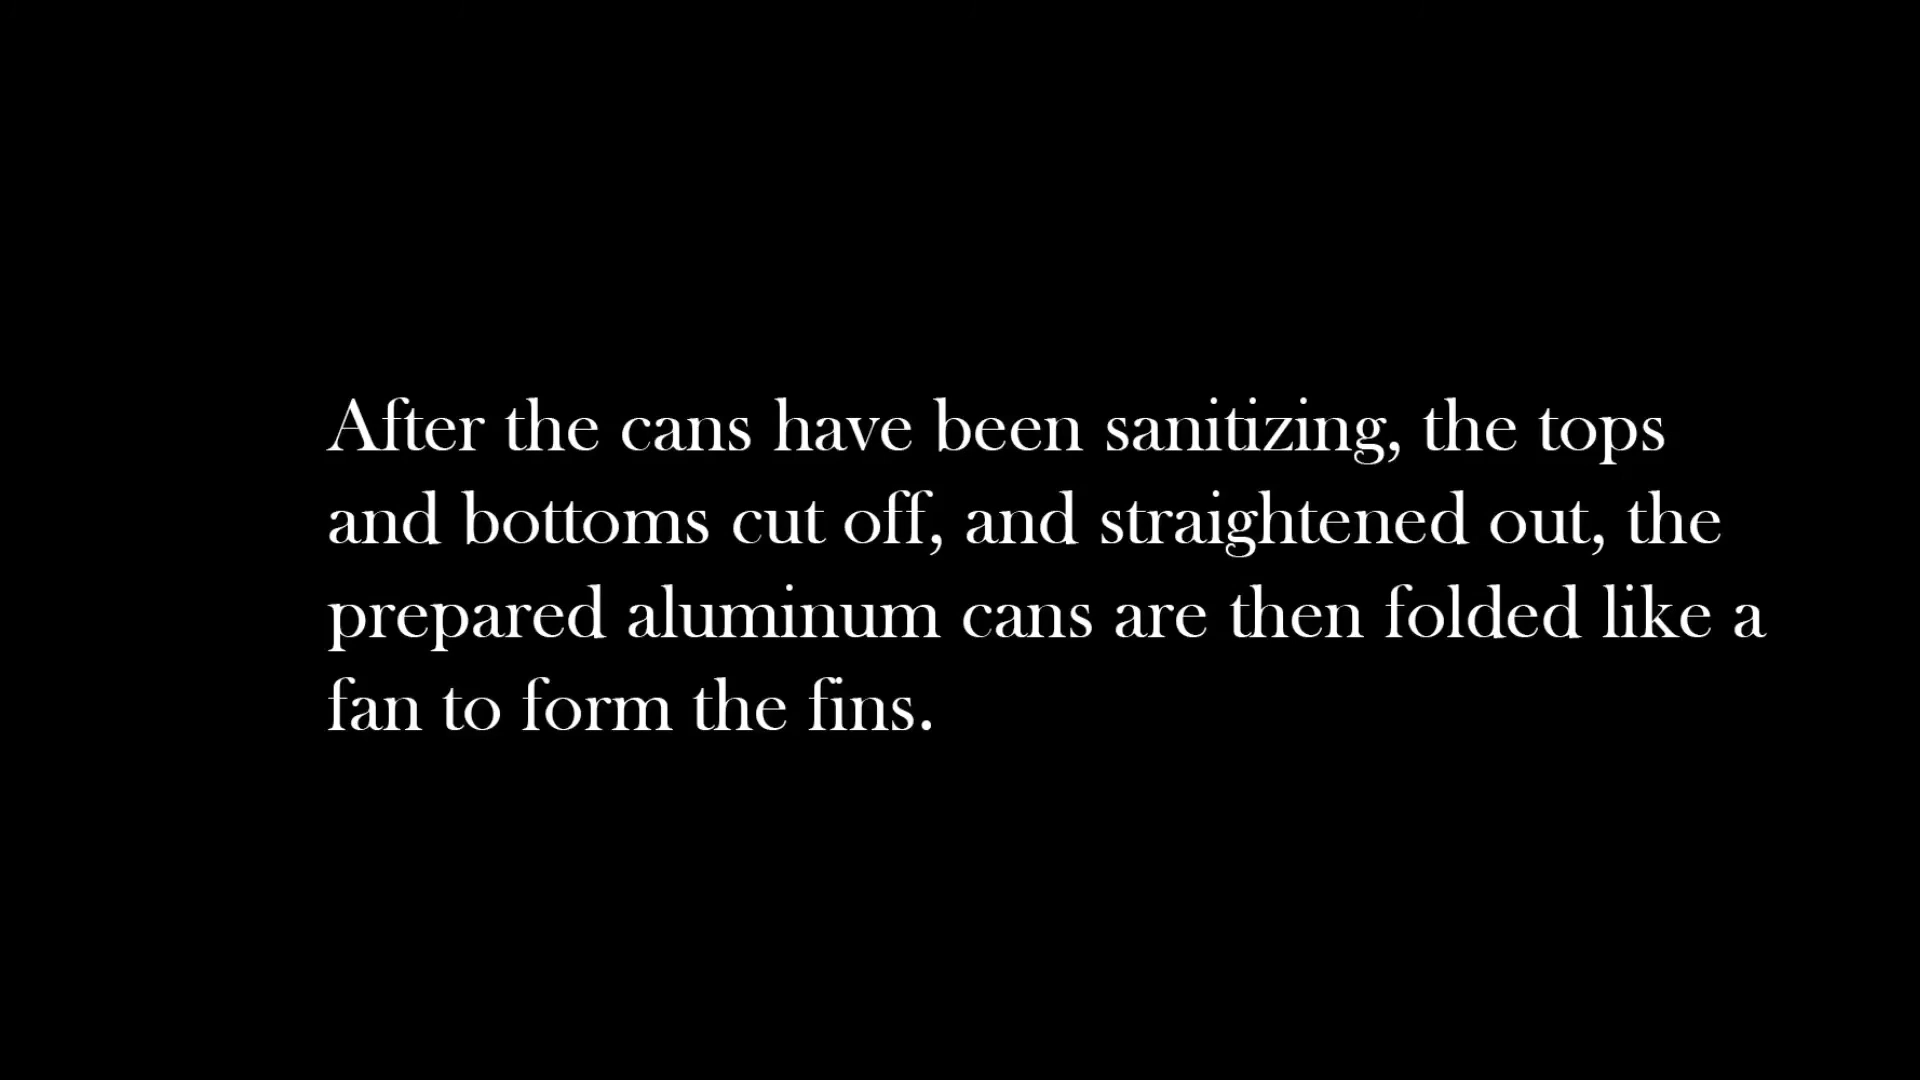 After the cans have been sanitizing, the tops
and bottoms cut off, and straightened out, the
prepared aluminum cans are then folded like a
fan to form the fins.